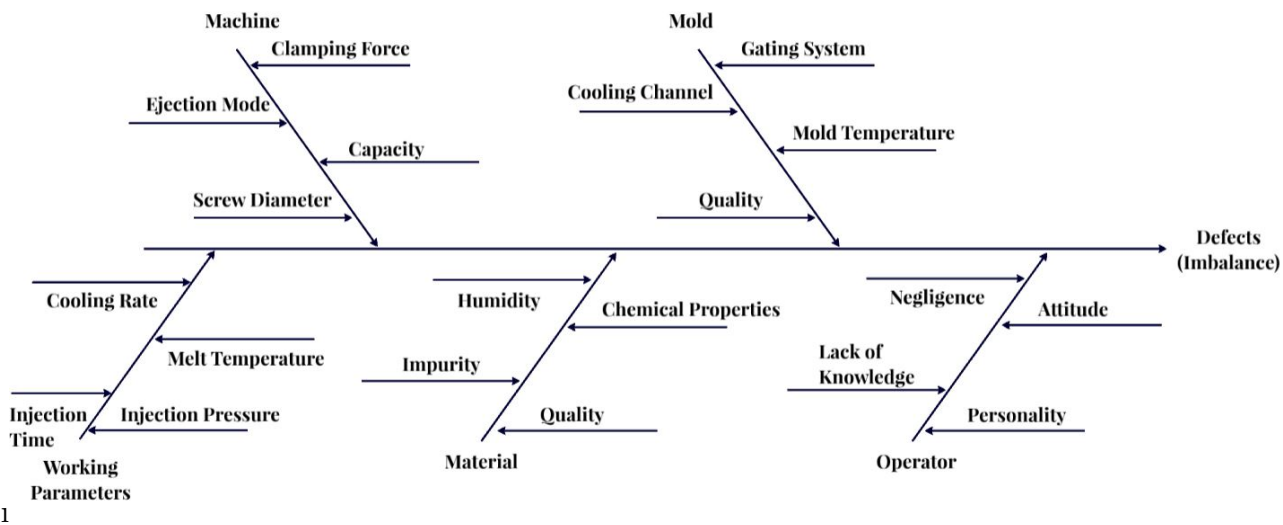 Machine
Mold
Clamping Force
Gating System
Cooling Channel
Ejection Mode
Mold Temperature
Capacity
Screw Diameter
Quality
Defects
(Imbalance)
Cooling Rate
Humidity
Negligence
Chemical Properties
Attitude
Melt Temperature
Impurity
Lack of
Knowledge
Injection
Time
Injection Pressure
Quality
Personality
Working
Parameters
Material
Operator
1